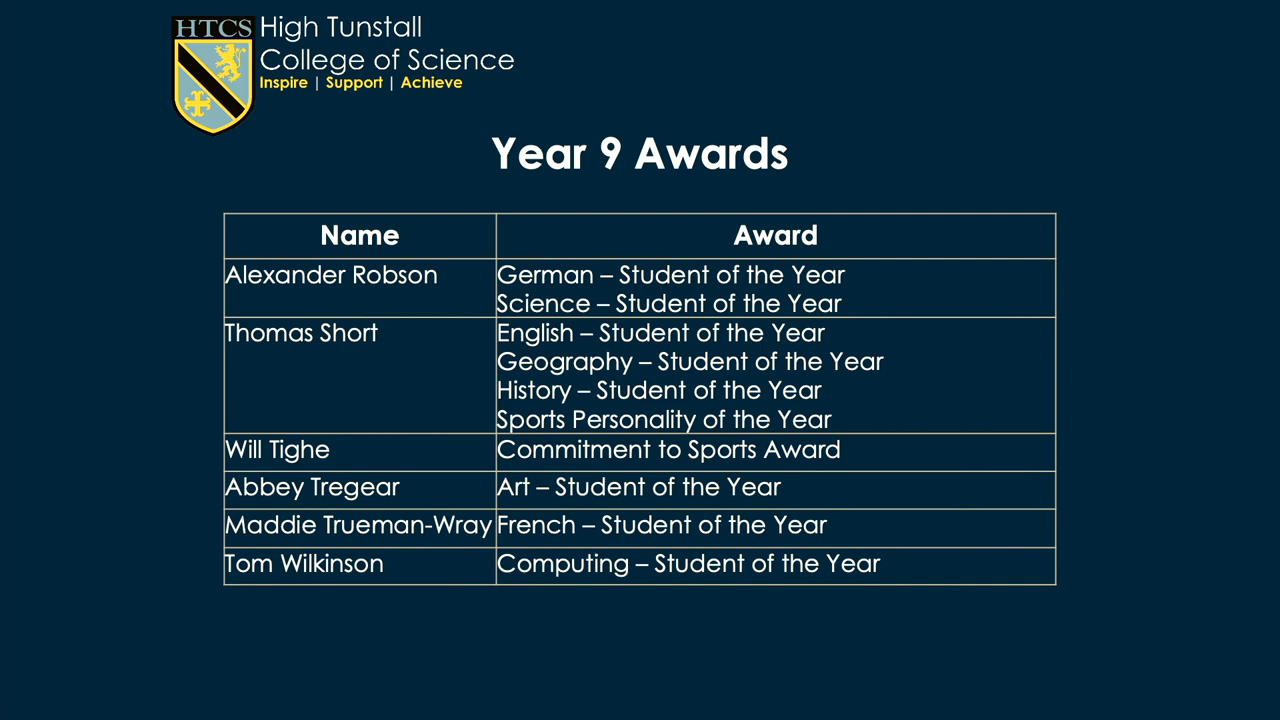 HTCS
High Tunstall
College of Science
Inspire | Support | Achieve
Year 9 Awards
Name Award
Alexander Robson German – Student of the Year
Science – Student of the Year
Thomas Short English – Student of the Year
Geography – Student of the Year
History – Student of the Year
Sports Personality of the Year
Will Tighe Commitment to Sports Award
Abbey Tregear Art – Student of the Year
Maddie Trueman-Wray French – Student of the Year
Tom Wilkinson Computing – Student of the Year